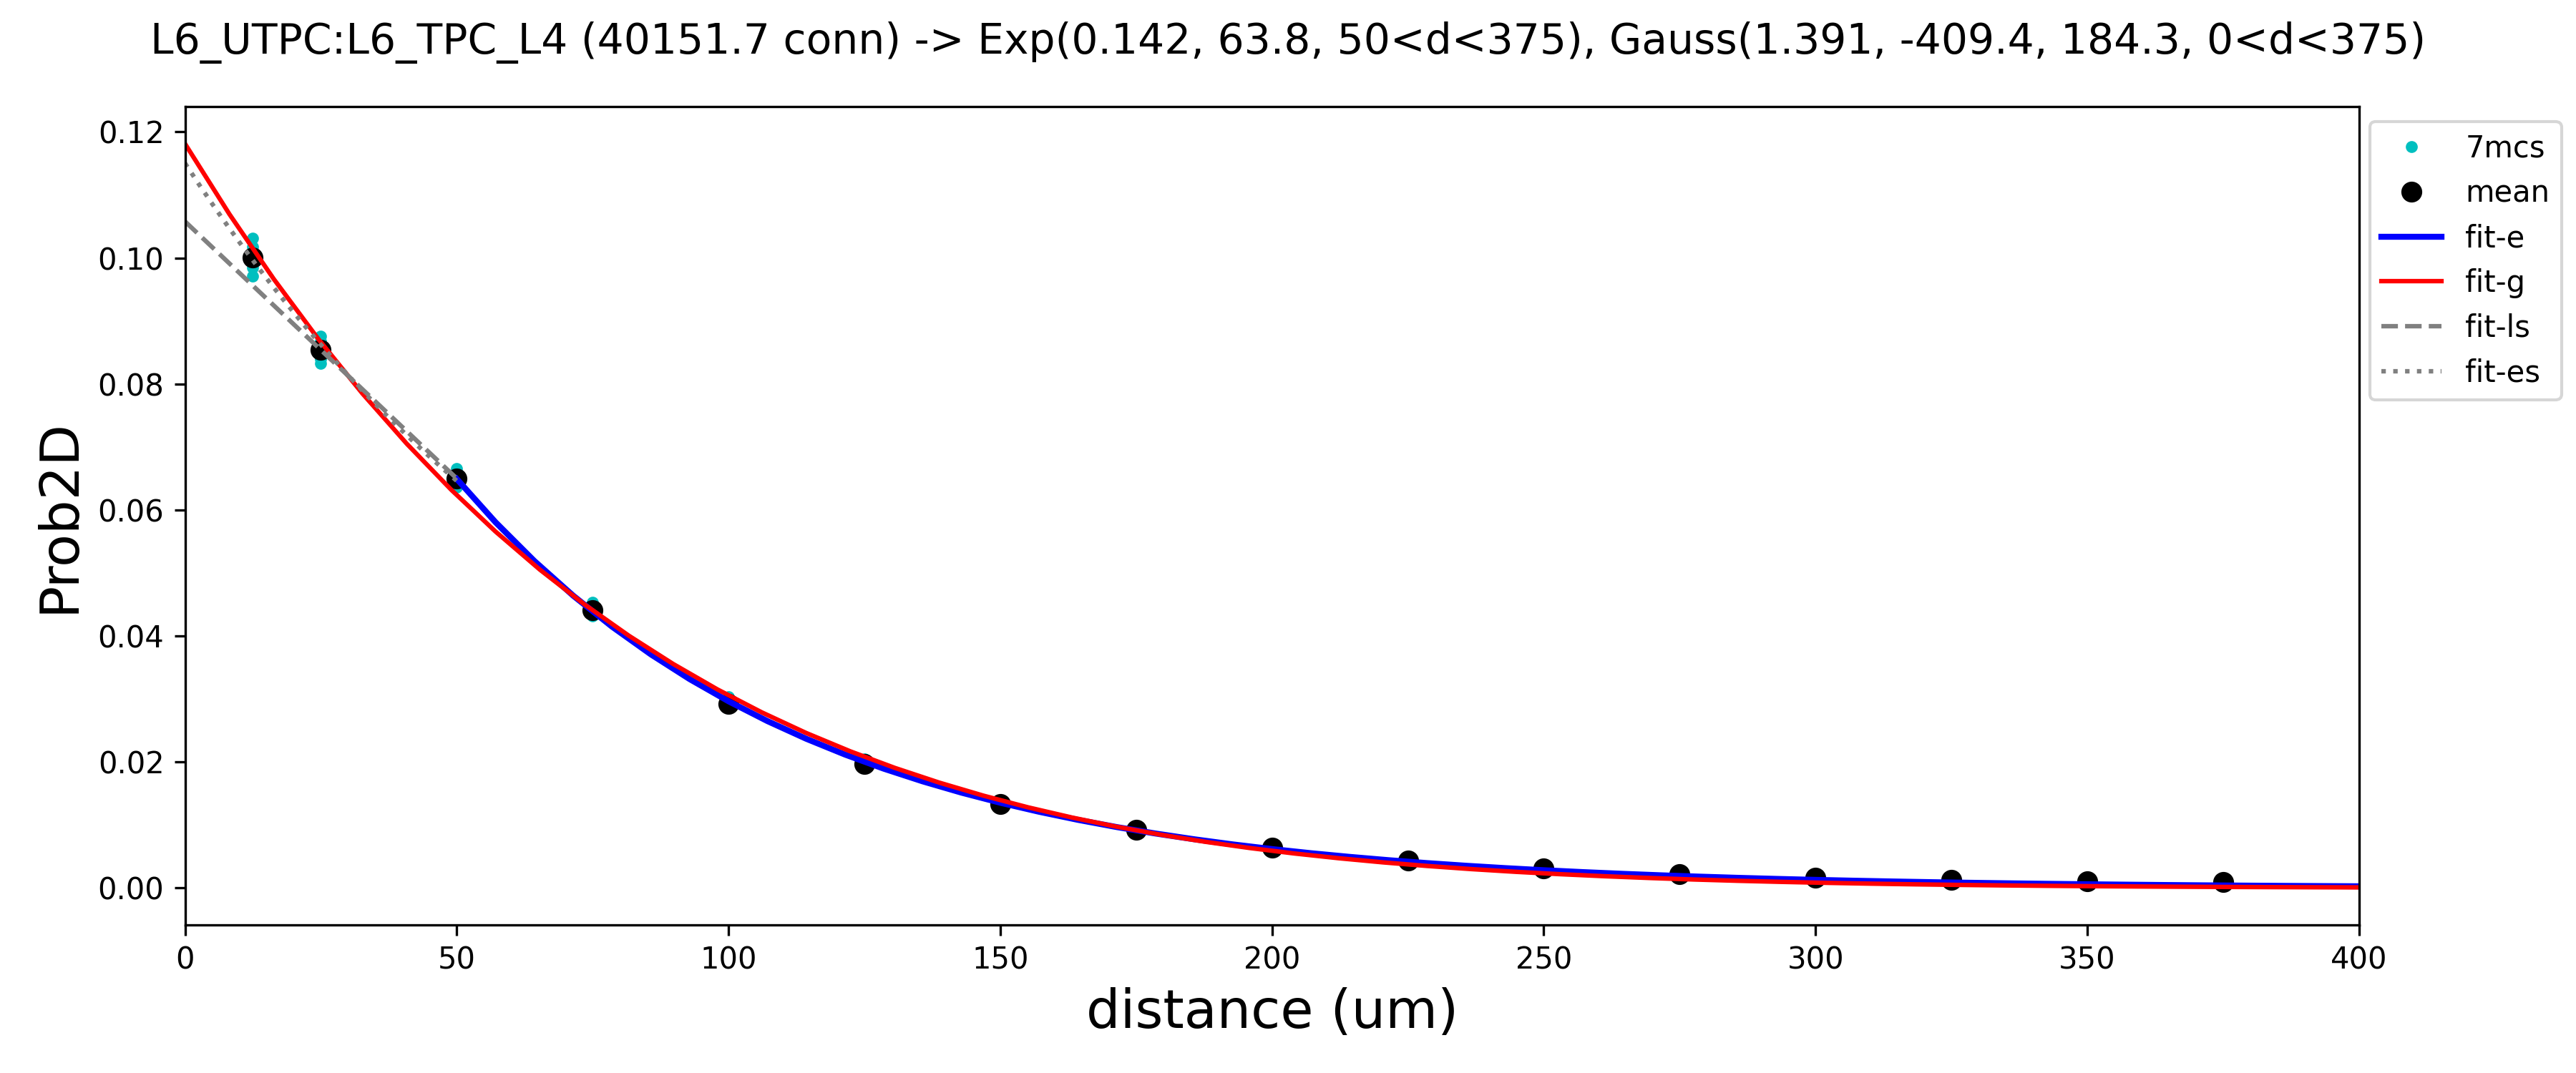 L6_UTPC:L6_TPC_L4 (40151.7 conn) -> Exp(0.142, 63.8, 50<d<375), Gauss(1.391, -409.4, 184.3, 0<d<375)
Prob2D
0.12
0.10
0.08
0.06
0.04
0.02
0.00
0 50 100 150 200 250 300 350 400
distance (um)
7mcs
mean
fit-e
fit-g
fit-ls
fit-es